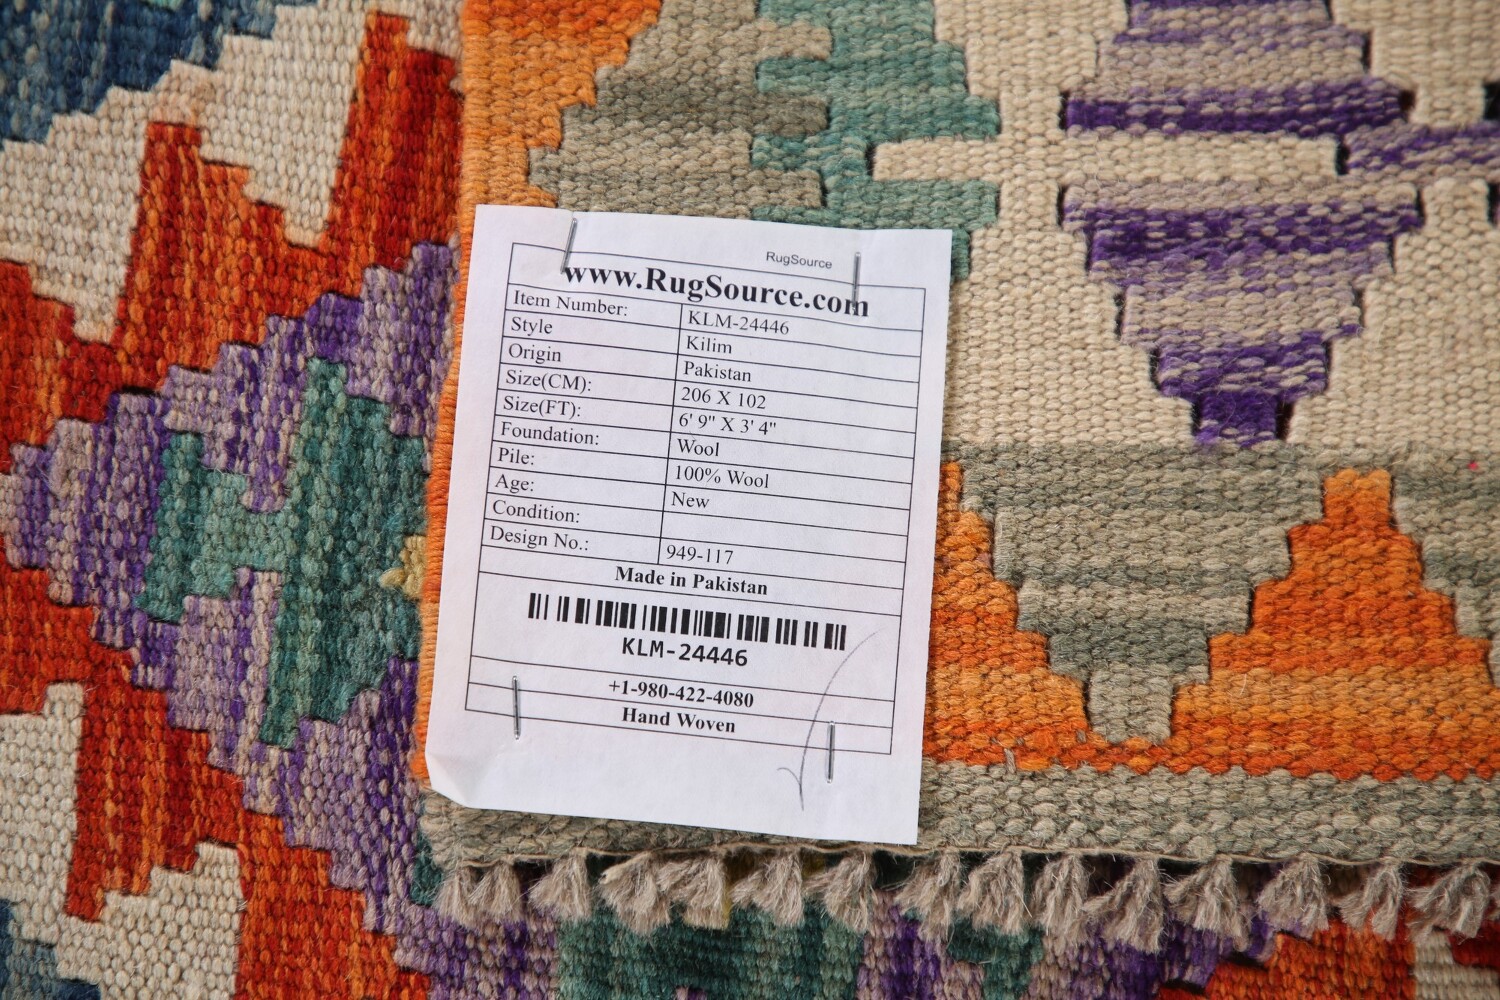 RugSource
www.RugSource.com
Item Number: KLM-24446
Style Kilim
Origin Pakistan
Size(CM): 206 X 102
Size(FT): 6' 9" X 3' 4"
Foundation: Wool
Pile: 100% Wool
Age: New
Condition:
Design No.: 949-117
Made in Pakistan
KLM-24446
+1-980-422-4080
Hand Woven